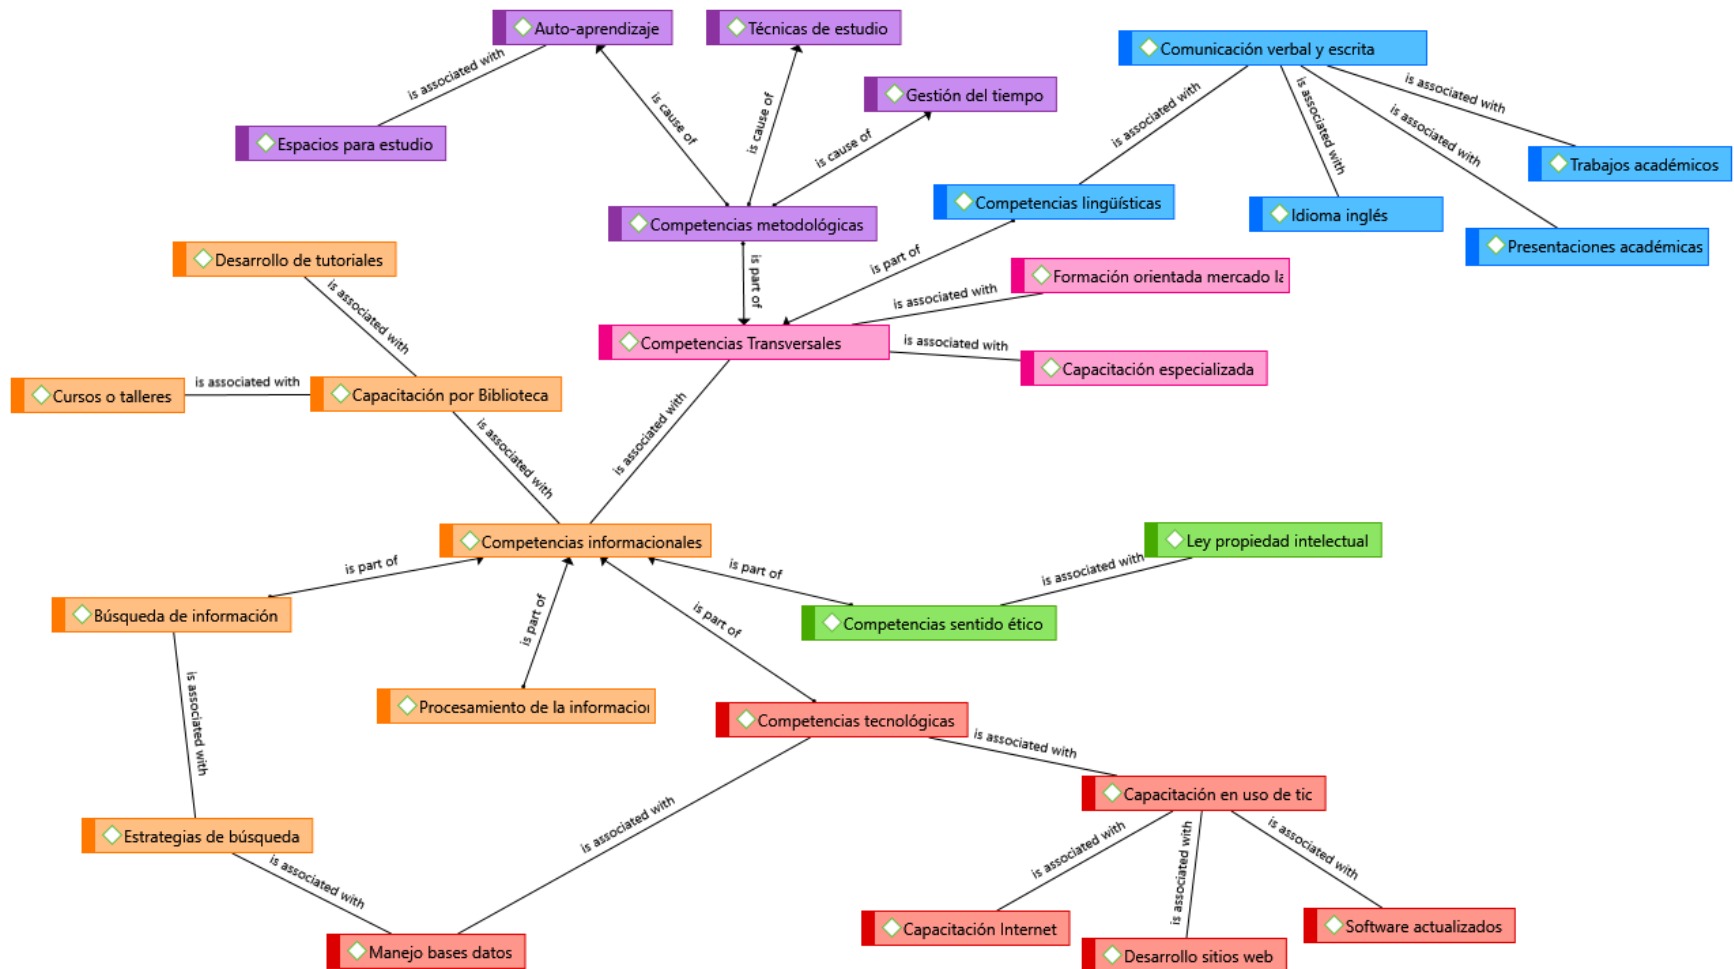 Auto-aprendizaje
Técnicas de estudio
Comunicación verbal y escrita
is associated with
is associated with
Gestión del tiempo
is cause of
is cause of
is associated with
is associated with
is associated with
Espacios para estudio
is cause of
Trabajos académicos
Competencias lingüísticas
Idioma inglés
Competencias metodológicas
Presentaciones académicas
Desarrollo de tutoriales
is part of
is part of
Formación orientada mercado la
is associated with
is associated with
Competencias Transversales
is associated with
Capacitación especializada
is associated with
Cursos o talleres
Capacitación por Biblioteca
is associated with
is associated with
Competencias informacionales
Ley propiedad intelectual
is part of
is part of
is associated with
Búsqueda de información
is part of
is part of
Competencias sentido ético
Procesamiento de la informacion
Competencias tecnológicas
is associated with
is associated with
Capacitación en uso de tic
is associated with
Estrategias de búsqueda
is associated with
is associated with
is associated with
is associated with
Capacitación Internet
Software actualizados
Manejo bases datos
Desarrollo sitios web